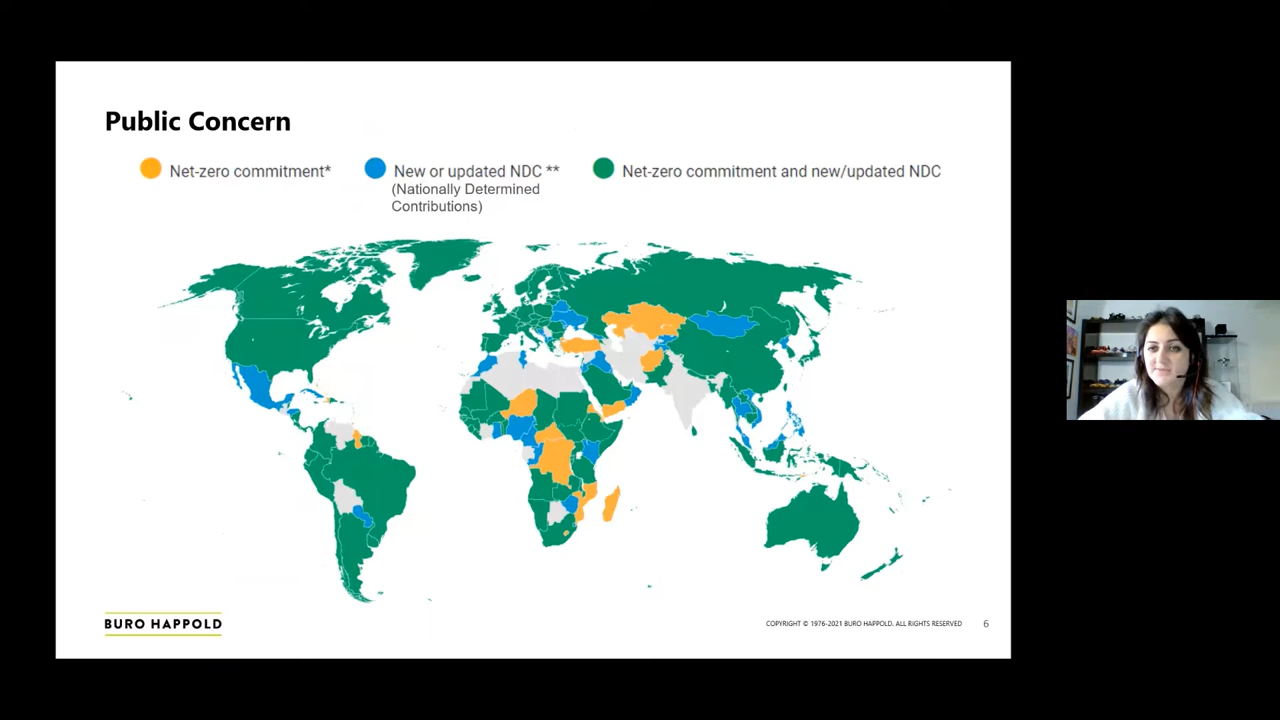 Public Concern
Net-zero commitment*
New or updated NDC **
(Nationally Determined
Contributions)
Net-zero commitment and new/updated NDC
BURO HAPPOLD
COPYRIGHT © 1976-2021 BURO HAPPOLD. ALL RIGHTS RESERVED
6